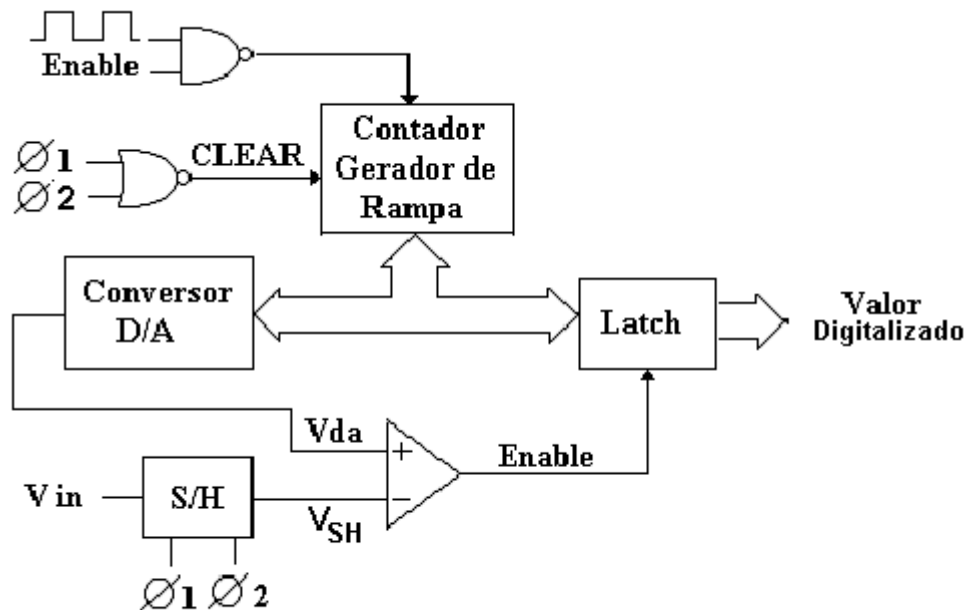 Enable
Contador
Gerador de
Rampa
∅1
∅2
CLEAR
Conversor
D/A
Latch
Valor
Digitalizado
Vda
+
Enable
V in
S/H
−
VSH
∅1
∅2